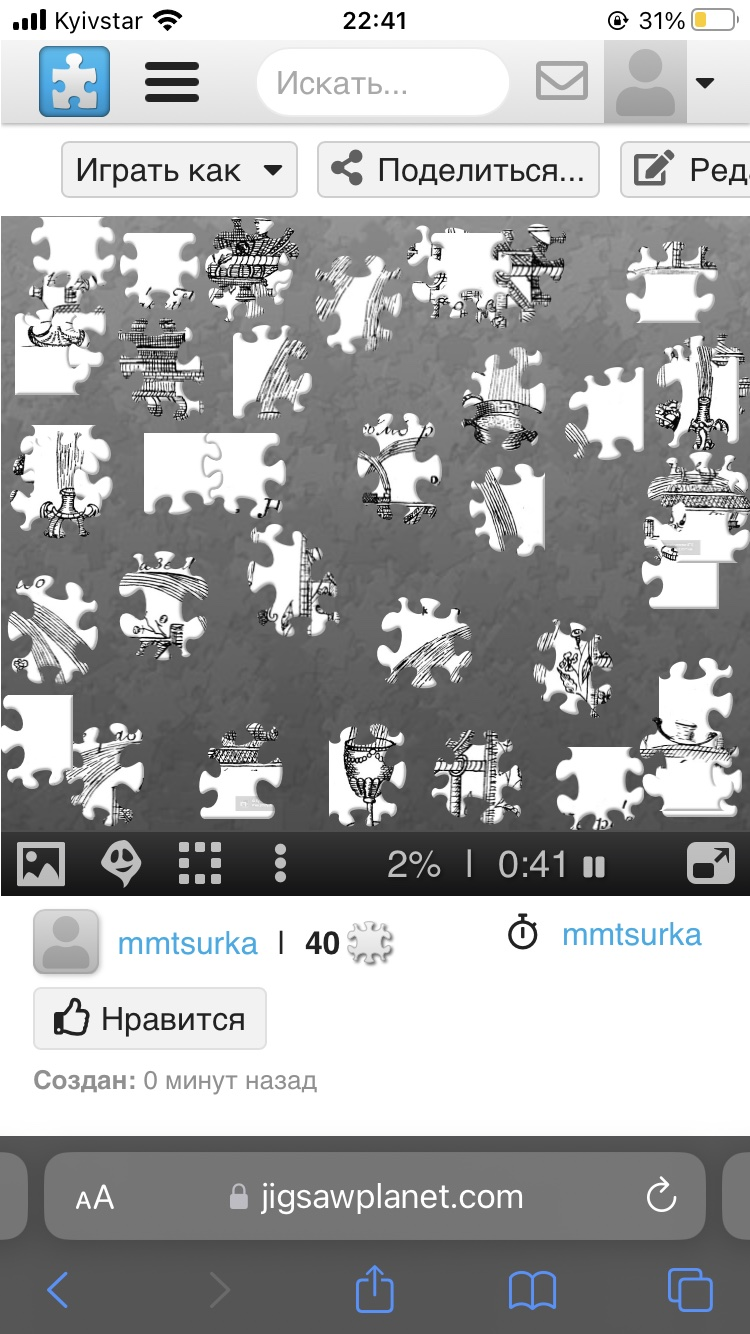 Kyivstar 22:41 31%
Искать...
Играть как Поделиться... Ред
2% | 0:41
mmtsurka | 40 mmtsurka
Нравится
Создан: 0 минут назад
AA jigsawplanet.com